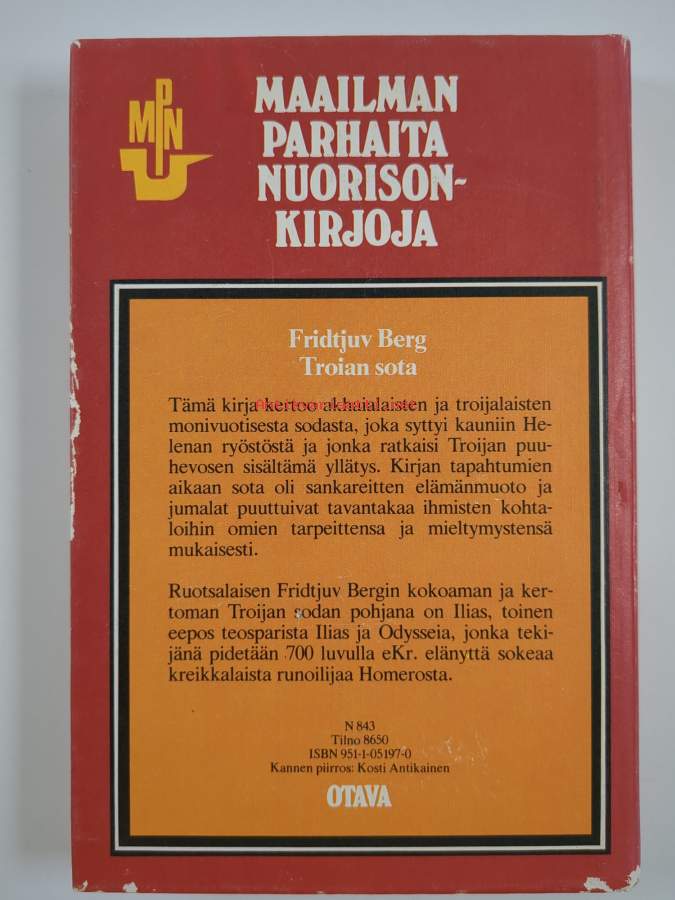 MPN
MAAILMAN
PARHAITA
NUORISON-
KIRJOJA
Fridtjuv Berg
Troian sota
Tämä kirja kertoo akhaialaisten ja troijalaisten
monivuotisesta sodasta, joka syttyi kauniin He-
lenan ryöstöstä ja jonka ratkaisi Troijan puu-
hevosen sisältämä yllätys. Kirjan tapahtumien
aikaan sota oli sankareitten elämänmuoto ja
jumalat puuttuivat tavantakaa ihmisten kohta-
loihin omien tarpeittensa ja mieltymystensä
mukaisesti.
Ruotsalaisen Fridtjuv Bergin kokoaman ja ker-
toman Troijan sodan pohjana on Ilias, toinen
eepos teosparista Ilias ja Odysseia, jonka teki-
jänä pidetään 700 luvulla eKr. elänyttä sokeaa
kreikkalaista runoilijaa Homerosta.
N 843
Tilno 8650
ISBN 951-1-05197-0
Kannen piirros: Kosti Antikainen
OTAVA